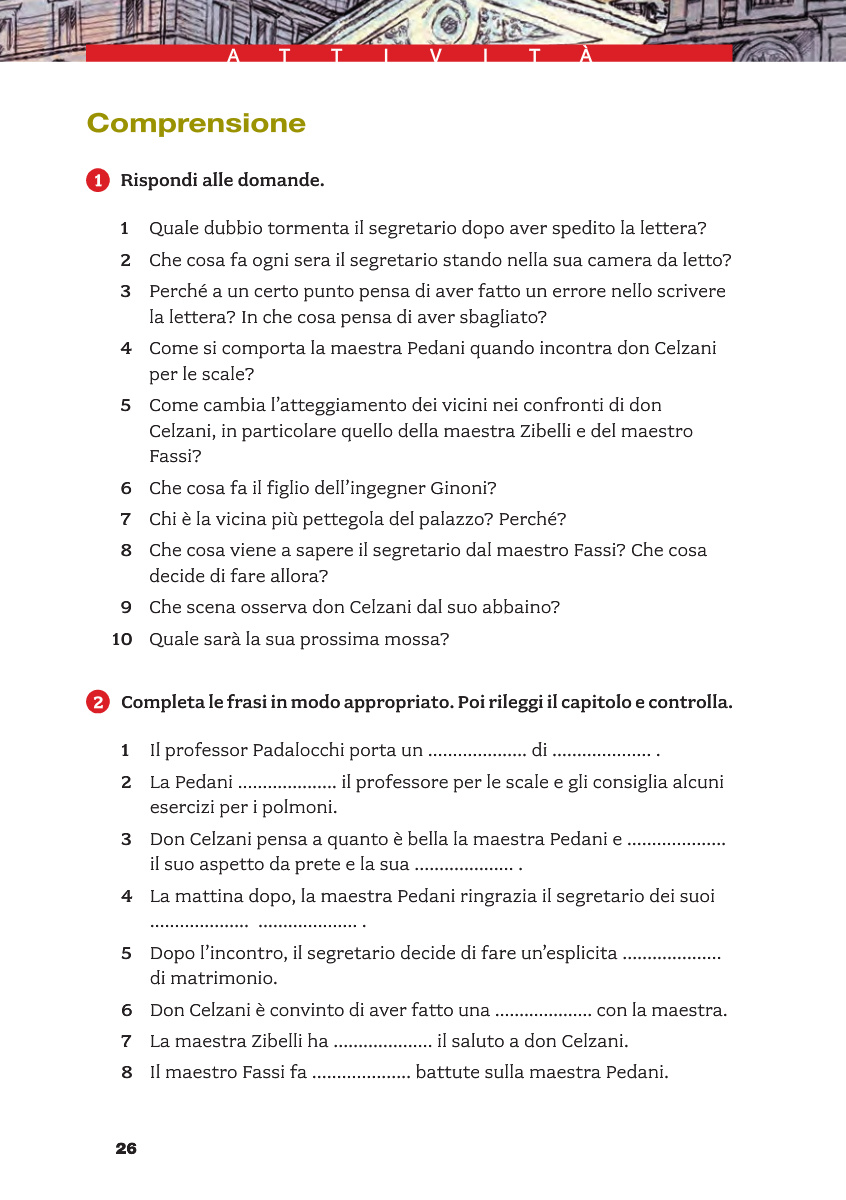 ATTIVITÀ
Comprensione
1 Rispondi alle domande.
1 Quale dubbio tormenta il segretario dopo aver spedito la lettera?
2 Che cosa fa ogni sera il segretario stando nella sua camera da letto?
3 Perché a un certo punto pensa di aver fatto un errore nello scrivere
la lettera? In che cosa pensa di aver sbagliato?
4 Come si comporta la maestra Pedani quando incontra don Celzani
per le scale?
5 Come cambia l’atteggiamento dei vicini nei confronti di don
Celzani, in particolare quello della maestra Zibelli e del maestro
Fassi?
6 Che cosa fa il figlio dell’ingegner Ginoni?
7 Chi è la vicina più pettegola del palazzo? Perché?
8 Che cosa viene a sapere il segretario dal maestro Fassi? Che cosa
decide di fare allora?
9 Che scena osserva don Celzani dal suo abbaino?
10 Quale sarà la sua prossima mossa?
2 Completa le frasi in modo appropriato. Poi rileggi il capitolo e controlla.
1 Il professor Padalocchi porta un .................... di .................... .
2 La Pedani .................... il professore per le scale e gli consiglia alcuni
esercizi per i polmoni.
3 Don Celzani pensa a quanto è bella la maestra Pedani e ....................
il suo aspetto da prete e la sua .................... .
4 La mattina dopo, la maestra Pedani ringrazia il segretario dei suoi
.................... .................... .
5 Dopo l’incontro, il segretario decide di fare un’esplicita ....................
di matrimonio.
6 Don Celzani è convinto di aver fatto una .................... con la maestra.
7 La maestra Zibelli ha .................... il saluto a don Celzani.
8 Il maestro Fassi fa .................... battute sulla maestra Pedani.
26